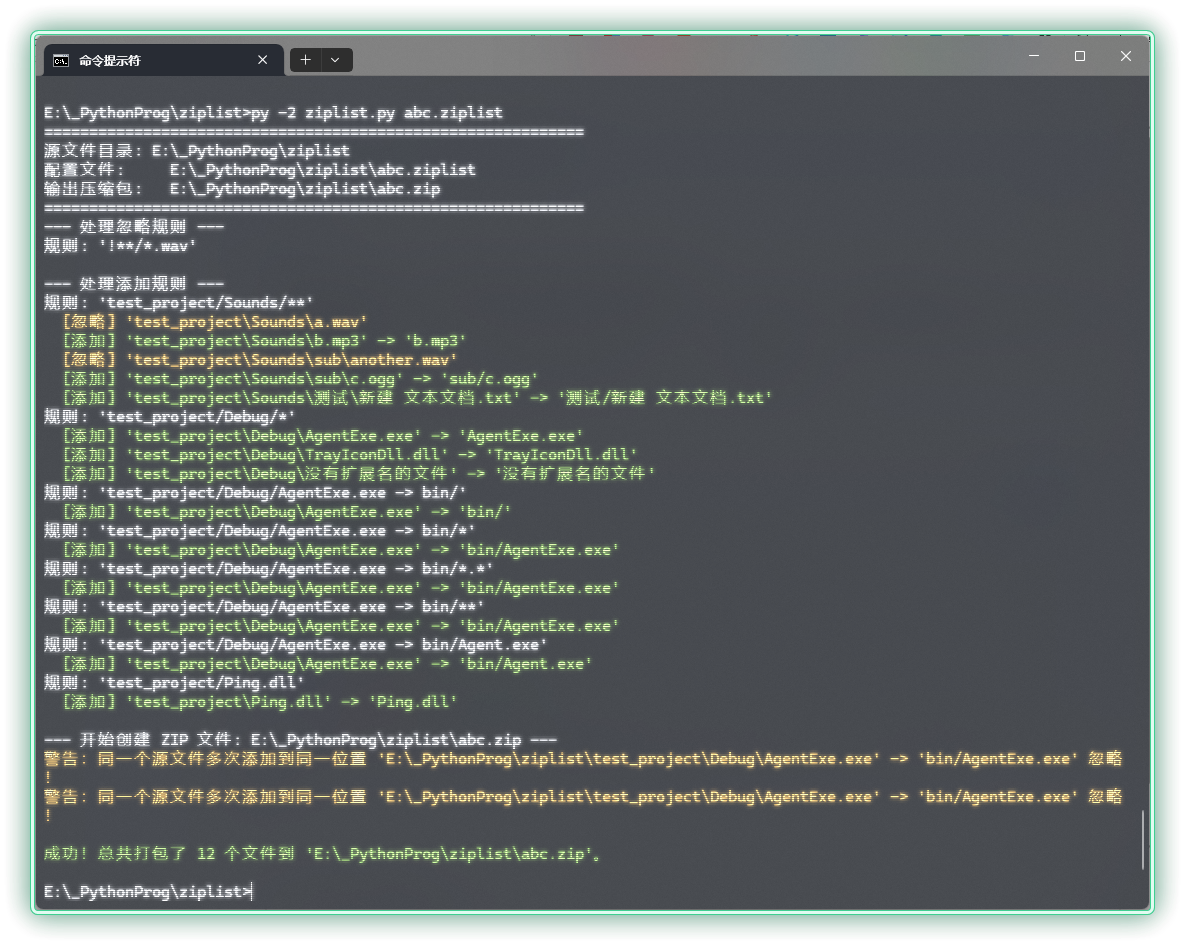 命令提示符
E:\_PythonProg\ziplist>py -2 ziplist.py abc.ziplist
============================================================
源文件目录: E:\_PythonProg\ziplist
配置文件:     E:\_PythonProg\ziplist\abc.ziplist
输出压缩包:   E:\_PythonProg\ziplist\abc.zip
============================================================
--- 处理忽略规则 ---
规则: '!**/*.wav'
--- 处理添加规则 ---
规则: 'test_project/Sounds/**'
  [忽略] 'test_project\Sounds\a.wav'
  [添加] 'test_project\Sounds\b.mp3' -> 'b.mp3'
  [忽略] 'test_project\Sounds\sub\another.wav'
  [添加] 'test_project\Sounds\sub\c.ogg' -> 'sub/c.ogg'
  [添加] 'test_project\Sounds\测试\新建 文本文档.txt' -> '测试/新建 文本文档.txt'
规则: 'test_project/Debug/*'
  [添加] 'test_project\Debug\AgentExe.exe' -> 'AgentExe.exe'
  [添加] 'test_project\Debug\TrayIconDll.dll' -> 'TrayIconDll.dll'
  [添加] 'test_project\Debug\没有扩展名的文件' -> '没有扩展名的文件'
规则: 'test_project/Debug/AgentExe.exe -> bin/'
  [添加] 'test_project\Debug\AgentExe.exe' -> 'bin/'
规则: 'test_project/Debug/AgentExe.exe -> bin/*'
  [添加] 'test_project\Debug\AgentExe.exe' -> 'bin/AgentExe.exe'
规则: 'test_project/Debug/AgentExe.exe -> bin/*.*'
  [添加] 'test_project\Debug\AgentExe.exe' -> 'bin/AgentExe.exe'
规则: 'test_project/Debug/AgentExe.exe -> bin/**'
  [添加] 'test_project\Debug\AgentExe.exe' -> 'bin/AgentExe.exe'
规则: 'test_project/Debug/AgentExe.exe -> bin/Agent.exe'
  [添加] 'test_project\Debug\AgentExe.exe' -> 'bin/Agent.exe'
规则: 'test_project/Ping.dll'
  [添加] 'test_project\Ping.dll' -> 'Ping.dll'
--- 开始创建 ZIP 文件: E:\_PythonProg\ziplist\abc.zip ---
警告: 同一个源文件多次添加到同一位置 'E:\_PythonProg\ziplist\test_project\Debug\AgentExe.exe' -> 'bin/AgentExe.exe' 忽略
!
警告: 同一个源文件多次添加到同一位置 'E:\_PythonProg\ziplist\test_project\Debug\AgentExe.exe' -> 'bin/AgentExe.exe' 忽略
!
成功! 总共打包了 12 个文件到 'E:\_PythonProg\ziplist\abc.zip'。
E:\_PythonProg\ziplist>